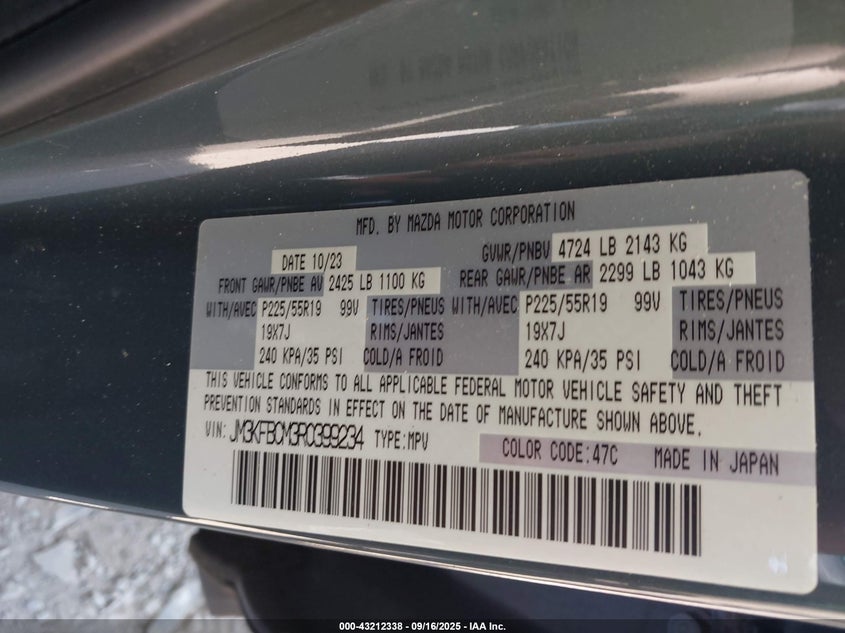 MFD. BY MAZDA MOTOR CORPORATION
DATE 10/23 GVWR/PNBV 4724 LB 2143 KG
FRONT GAWR/PNBE AV 2425 LB 1100 KG REAR GAWR/PNBE AR 2299 LB 1043 KG
WITH/AVEC P225/55R19 99V TIRES/PNEUS WITH/AVEC P225/55R19 99V TIRES/PNEUS
19X7J RIMS/JANTES 19X7J RIMS/JANTES
240 KPA/35 PSI COLD/A FROID 240 KPA/35 PSI COLD/A FROID
THIS VEHICLE CONFORMS TO ALL APPLICABLE FEDERAL MOTOR VEHICLE SAFETY AND THEFT
PREVENTION STANDARDS IN EFFECT ON THE DATE OF MANUFACTURE SHOWN ABOVE.
VIN: JM3KFBCM3R0399234 TYPE:MPV COLOR CODE:47C MADE IN JAPAN
000-43212338 - 09/16/2025 - IAA Inc.